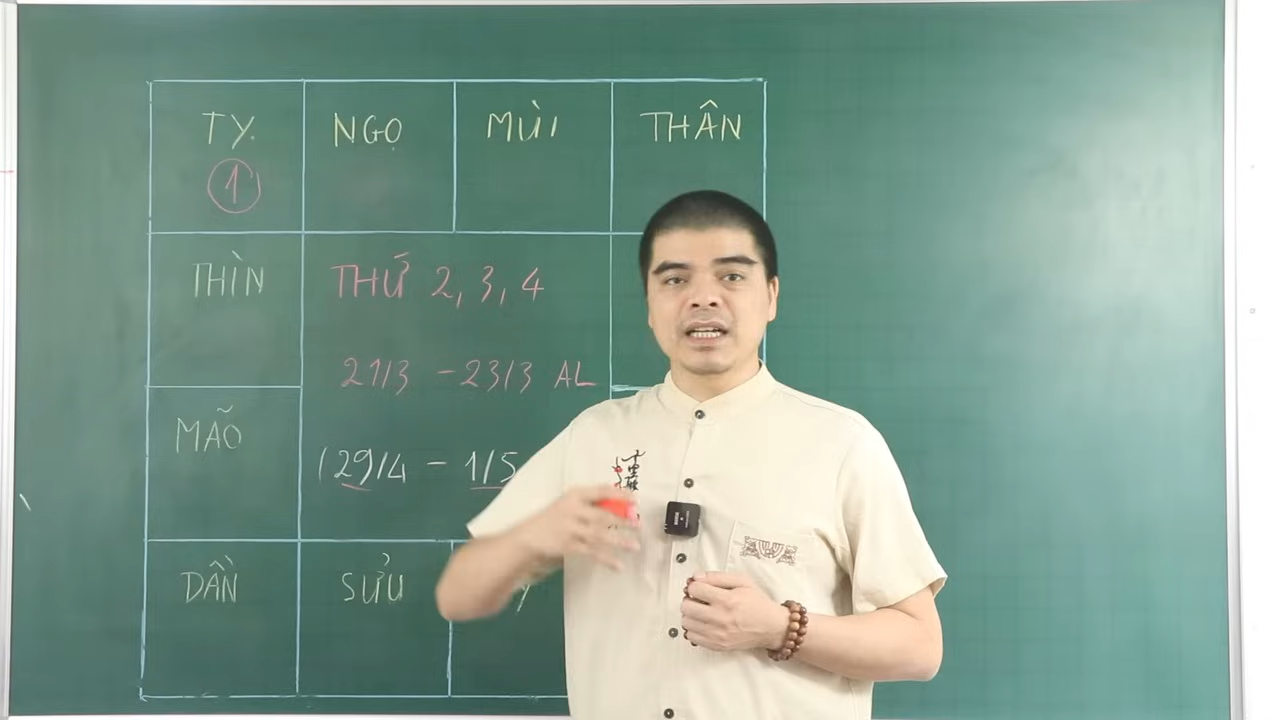 TỴ NGỌ MÙI THÂN
1
THÌN THỨ 2, 3, 4
21/3 - 23/3 AL
MÃO
(29/4 - 1/5
DẦN SỬU